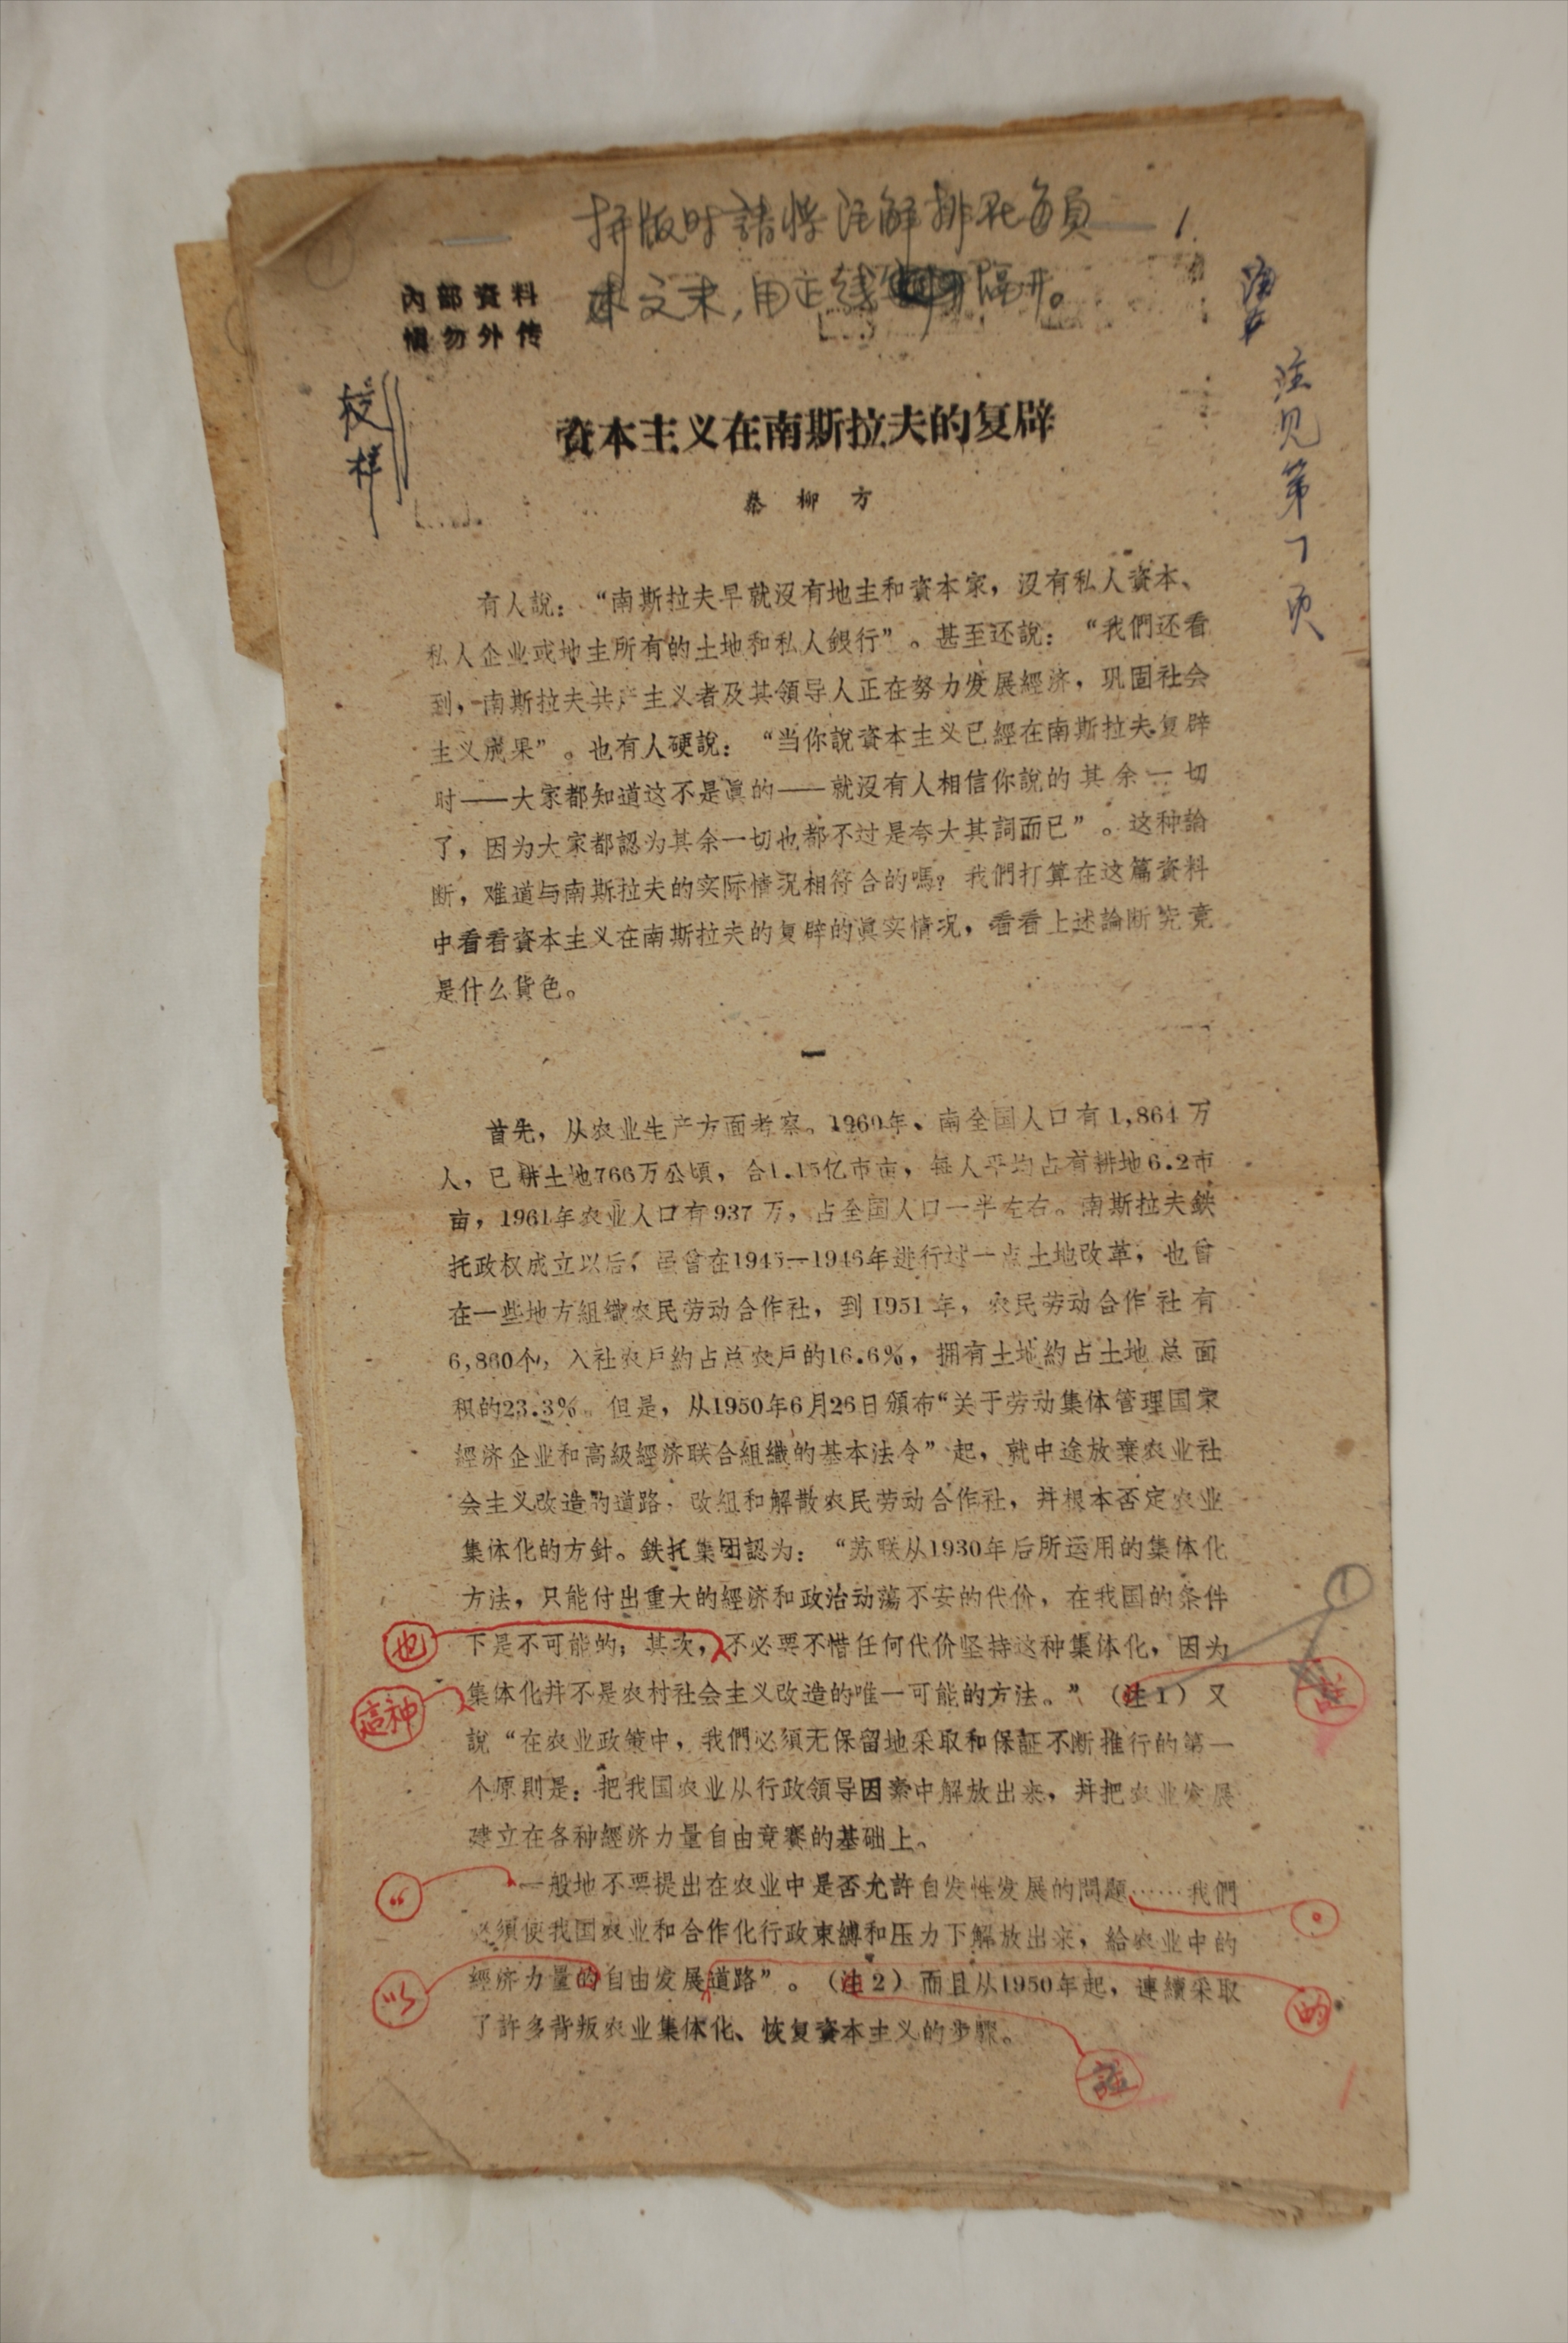 拼版时請将注解排在每頁
本文末,用正线隔开。
內部資料
慎勿外传
校样
注见第7页
資本主义在南斯拉夫的复辟
秦柳方
有人說:“南斯拉夫早就沒有地主和資本家,沒有私人資本、
私人企业或地主所有的土地和私人銀行”。甚至还說:“我們还看
到,南斯拉夫共产主义者及其領导人正在努力发展經济,巩固社会
主义成果”。也有人硬說:“当你說資本主义已經在南斯拉夫复辟
时——大家都知道这不是眞的——就沒有人相信你說的其余一切
了,因为大家都認为其余一切也都不过是夸大其詞而已”。这种論
断,难道与南斯拉夫的实际情况相符合的嗎?我們打算在这篇資料
中看看資本主义在南斯拉夫的复辟的眞实情况,看看上述論断究竟
是什么貨色。
一
首先,从农业生产方面考察。1960年、南全国人口有1,864万
人,已耕土地766万公頃,合1.15亿市亩,每人平均占有耕地6.2市
亩,1961年农业人口有937万,占全国人口一半左右。南斯拉夫鉄
托政权成立以后,虽曾在1945—1946年进行过一点土地改革,也曾
在一些地方組織农民劳动合作社,到1951年,农民劳动合作社有
6,860个,入社农戶約占总农戶的16.6%,拥有土地約占土地总面
积的23.3%。但是,从1950年6月26日頒布“关于劳动集体管理国家
經济企业和高級經济联合組織的基本法令”起,就中途放棄农业社
会主义改造的道路,改組和解散农民劳动合作社,幷根本否定农业
集体化的方針。鉄托集团認为:“苏联从1930年后所运用的集体化
方法,只能付出重大的經济和政治动蕩不安的代价,在我国的条件
下是不可能的;其次,不必要不惜任何代价坚持这种集体化,因为
也
集体化幷不是农村社会主义改造的唯一可能的方法。”(注1)又
這种
註
①
說“在农业政策中,我們必須无保留地采取和保証不断推行的第一
个原則是:把我国农业从行政領导因素中解放出来,幷把农业发展
建立在各种經济力量自由竞賽的基础上。
一般地不要提出在农业中是否允許自发性发展的問題……我們
“
。
必須使我国农业和合作化行政束縛和压力下解放出来,給农业中的
經济力量的自由发展道路”。(注2)而且从1950年起,連續采取
以
的
了許多背叛农业集体化、恢复資本主义的步驟。
註
1